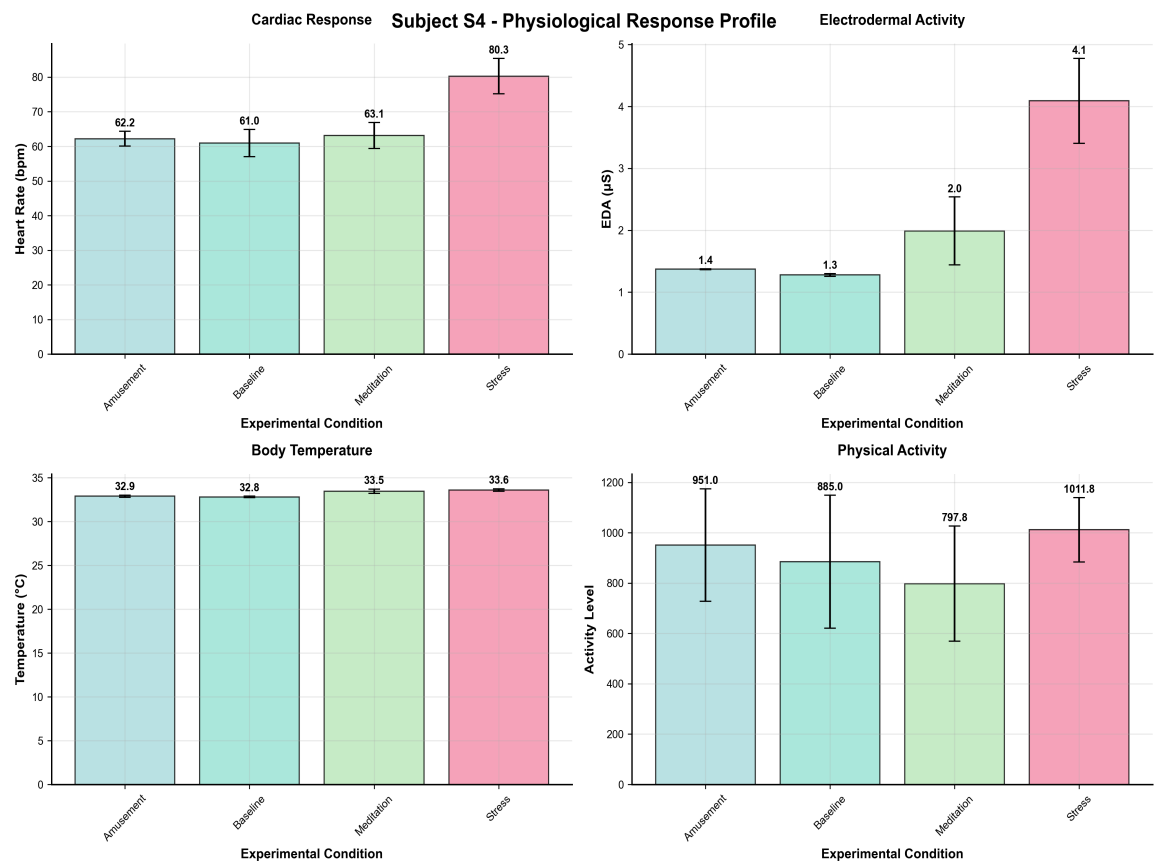 Subject S4 - Physiological Response Profile
Cardiac Response
Heart Rate (bpm)
80
70
60
50
40
30
20
10
0
62.2
61.0
63.1
80.3
Amusement
Baseline
Meditation
Stress
Experimental Condition
Electrodermal Activity
EDA (µS)
5
4
3
2
1
0
1.4
1.3
2.0
4.1
Amusement
Baseline
Meditation
Stress
Experimental Condition
Body Temperature
Temperature (°C)
35
30
25
20
15
10
5
0
32.9
32.8
33.5
33.6
Amusement
Baseline
Meditation
Stress
Experimental Condition
Physical Activity
Activity Level
1200
1000
800
600
400
200
0
951.0
885.0
797.8
1011.8
Amusement
Baseline
Meditation
Stress
Experimental Condition